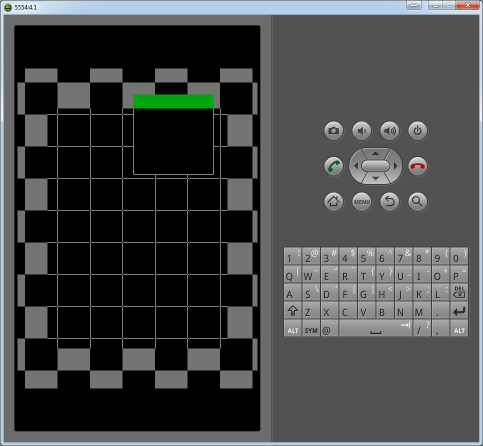 5554:4.1
MENU
1 ! 2 @ 3 # 4 $ 5 % 6 ^ 7 & 8 * 9 ( 0 )
Q W E R T Y U I O P
A S D F G H J K L DEL
Z X C V B N M .
ALT SYM @ / ? , ALT